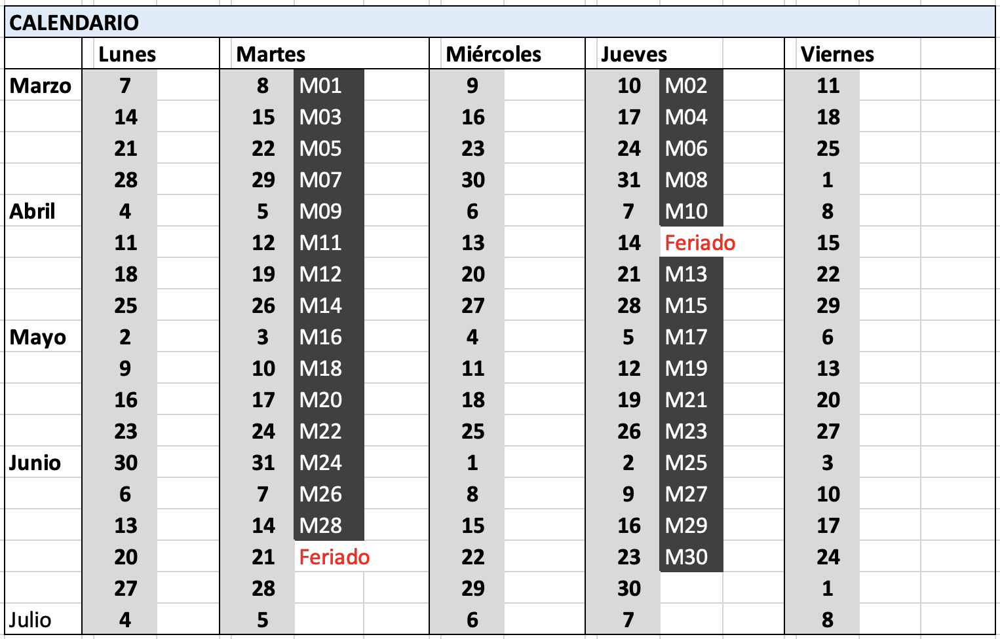 CALENDARIO
Lunes Martes Miércoles Jueves Viernes
Marzo 7 8 M01 9 10 M02 11
14 15 M03 16 17 M04 18
21 22 M05 23 24 M06 25
28 29 M07 30 31 M08 1
Abril 4 5 M09 6 7 M10 8
11 12 M11 13 14 Feriado 15
18 19 M12 20 21 M13 22
25 26 M14 27 28 M15 29
Mayo 2 3 M16 4 5 M17 6
9 10 M18 11 12 M19 13
16 17 M20 18 19 M21 20
23 24 M22 25 26 M23 27
Junio 30 31 M24 1 2 M25 3
6 7 M26 8 9 M27 10
13 14 M28 15 16 M29 17
20 21 Feriado 22 23 M30 24
27 28 29 30 1
Julio 4 5 6 7 8